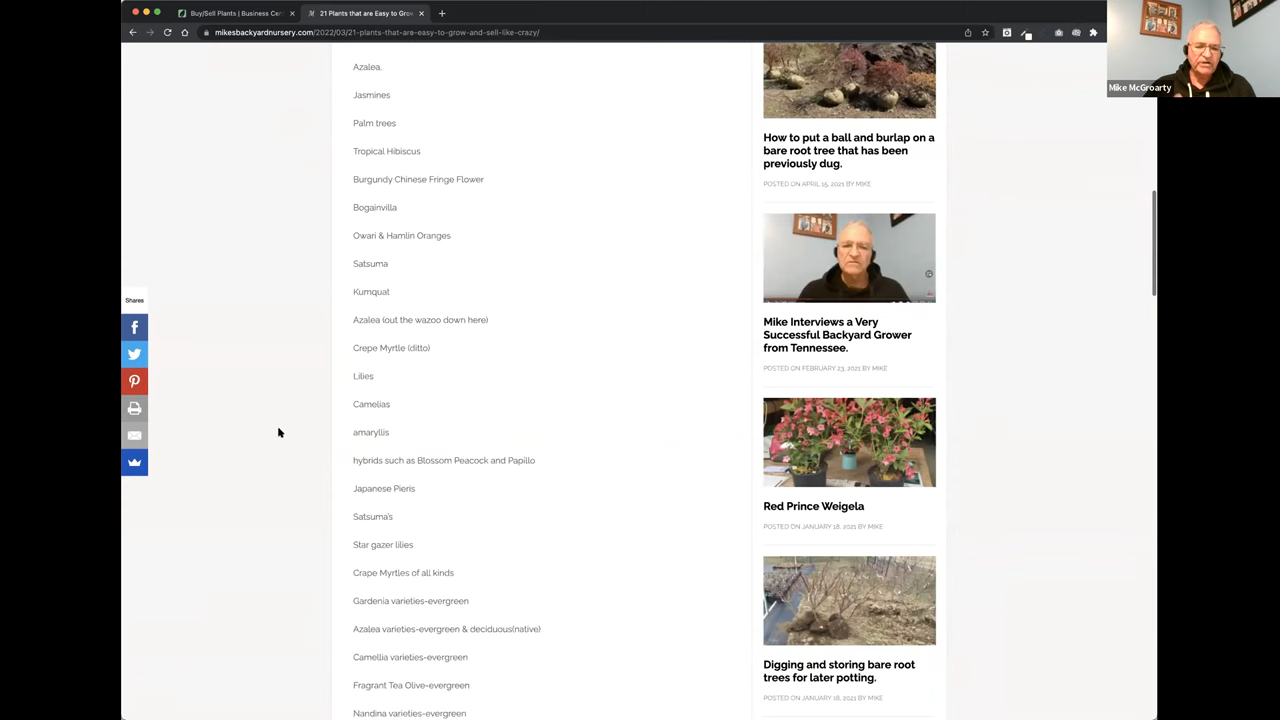 Buy/Sell Plants | Business Cen
21 Plants that are Easy to Grow
mikesbackyardnursery.com/2022/03/21-plants-that-are-easy-to-grow-and-sell-like-crazy/
Mike McGroarty
Shares
Azalea,
Jasmines
Palm trees
Tropical Hibiscus
Burgundy Chinese Fringe Flower
Bogainvilla
Owari & Hamlin Oranges
Satsuma
Kumquat
Azalea (out the wazoo down here)
Crepe Myrtle (ditto)
Lilies
Camelias
amaryllis
hybrids such as Blossom Peacock and Papillo
Japanese Pieris
Satsuma's
Star gazer lilies
Crape Myrtles of all kinds
Gardenia varieties-evergreen
Azalea varieties-evergreen & deciduous(native)
Camellia varieties-evergreen
Fragrant Tea Olive-evergreen
Nandina varieties-evergreen
How to put a ball and burlap on a
bare root tree that has been
previously dug.
POSTED ON APRIL 15, 2021 BY MIKE
Mike Interviews a Very
Successful Backyard Grower
from Tennessee.
POSTED ON FEBRUARY 23, 2021 BY MIKE
Red Prince Weigela
POSTED ON JANUARY 18, 2021 BY MIKE
Digging and storing bare root
trees for later potting.
POSTED ON JANUARY 18, 2021 BY MIKE